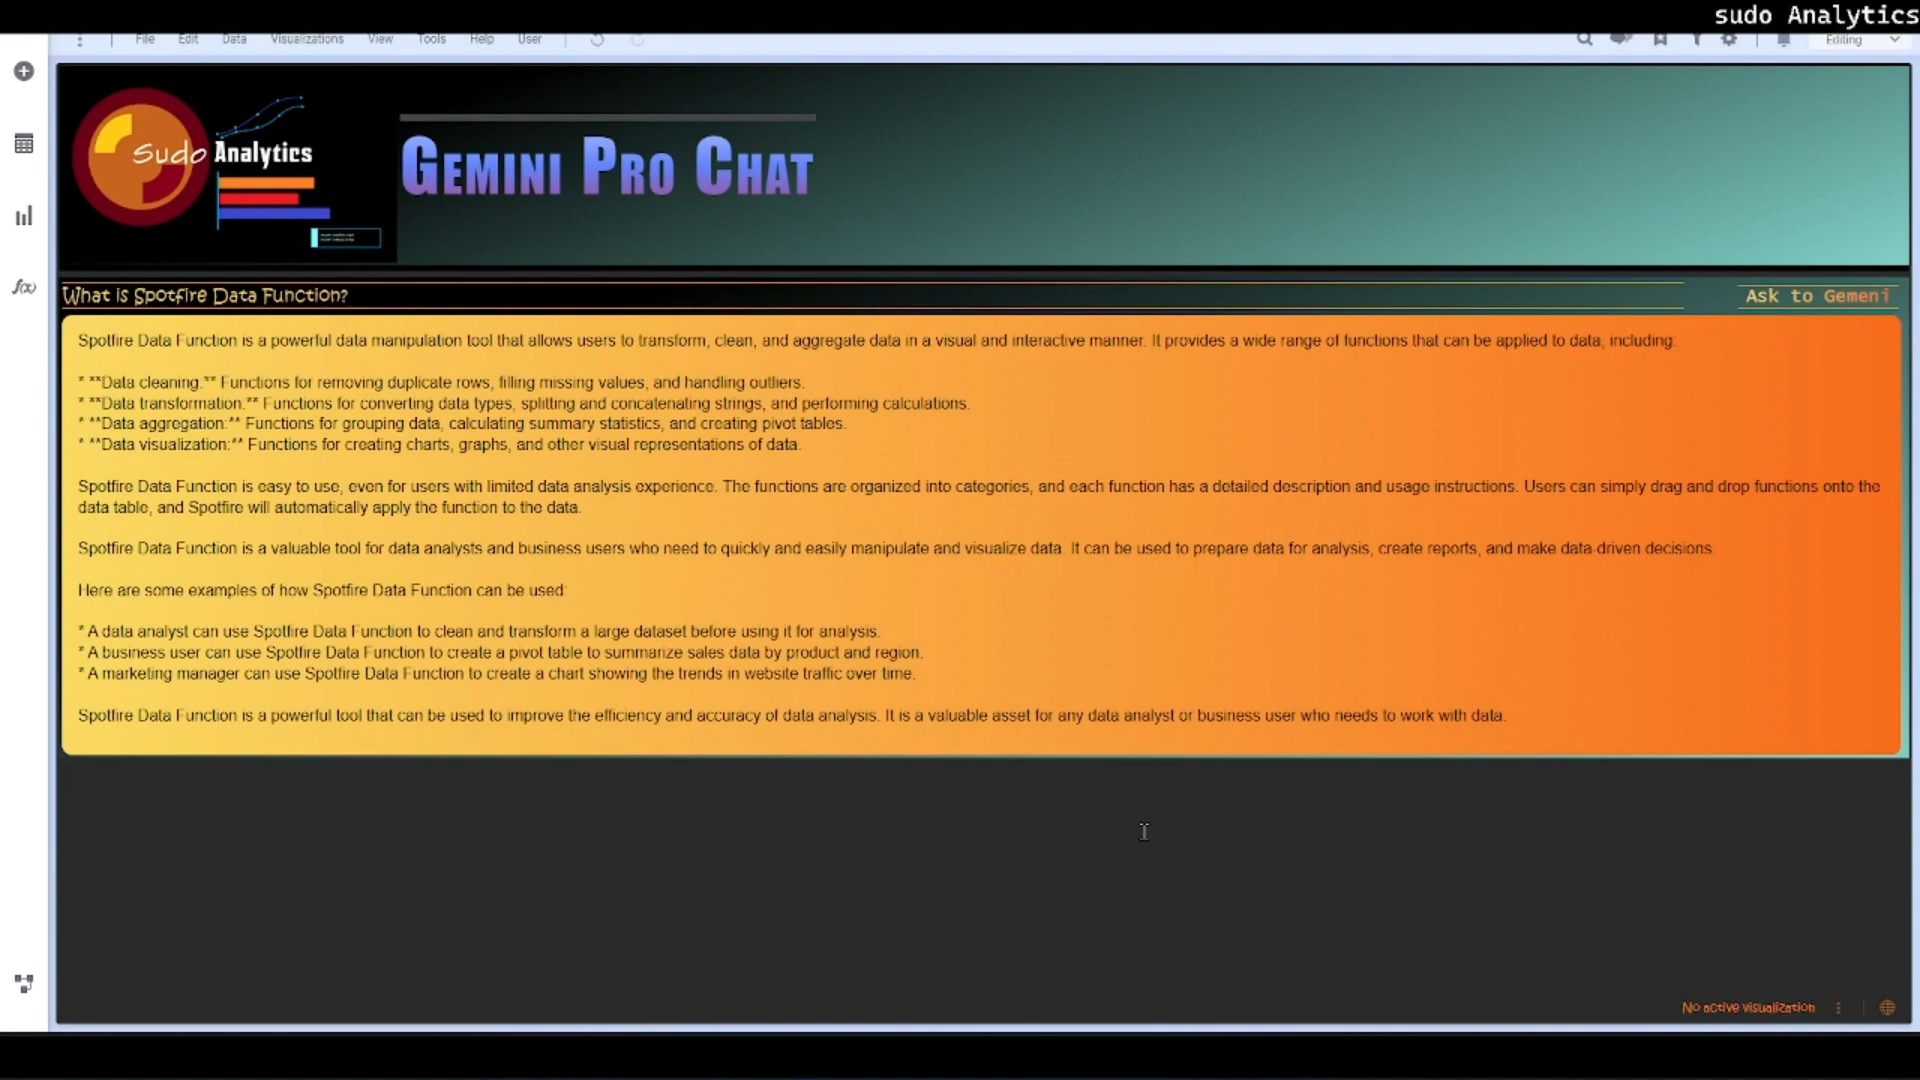 sudo Analytics
File Edit Data Visualizations View Tools Help User
Editing
Sudo Analytics
Gemini Pro Chat
What is Spotfire Data Function?
Ask to Gemeni
Spotfire Data Function is a powerful data manipulation tool that allows users to transform, clean, and aggregate data in a visual and interactive manner. It provides a wide range of functions that can be applied to data, including:
* **Data cleaning:** Functions for removing duplicate rows, filling missing values, and handling outliers.
* **Data transformation:** Functions for converting data types, splitting and concatenating strings, and performing calculations.
* **Data aggregation:** Functions for grouping data, calculating summary statistics, and creating pivot tables.
* **Data visualization:** Functions for creating charts, graphs, and other visual representations of data.
Spotfire Data Function is easy to use, even for users with limited data analysis experience. The functions are organized into categories, and each function has a detailed description and usage instructions. Users can simply drag and drop functions onto the
data table, and Spotfire will automatically apply the function to the data.
Spotfire Data Function is a valuable tool for data analysts and business users who need to quickly and easily manipulate and visualize data. It can be used to prepare data for analysis, create reports, and make data-driven decisions.
Here are some examples of how Spotfire Data Function can be used:
* A data analyst can use Spotfire Data Function to clean and transform a large dataset before using it for analysis.
* A business user can use Spotfire Data Function to create a pivot table to summarize sales data by product and region.
* A marketing manager can use Spotfire Data Function to create a chart showing the trends in website traffic over time.
Spotfire Data Function is a powerful tool that can be used to improve the efficiency and accuracy of data analysis. It is a valuable asset for any data analyst or business user who needs to work with data.
No active visualization